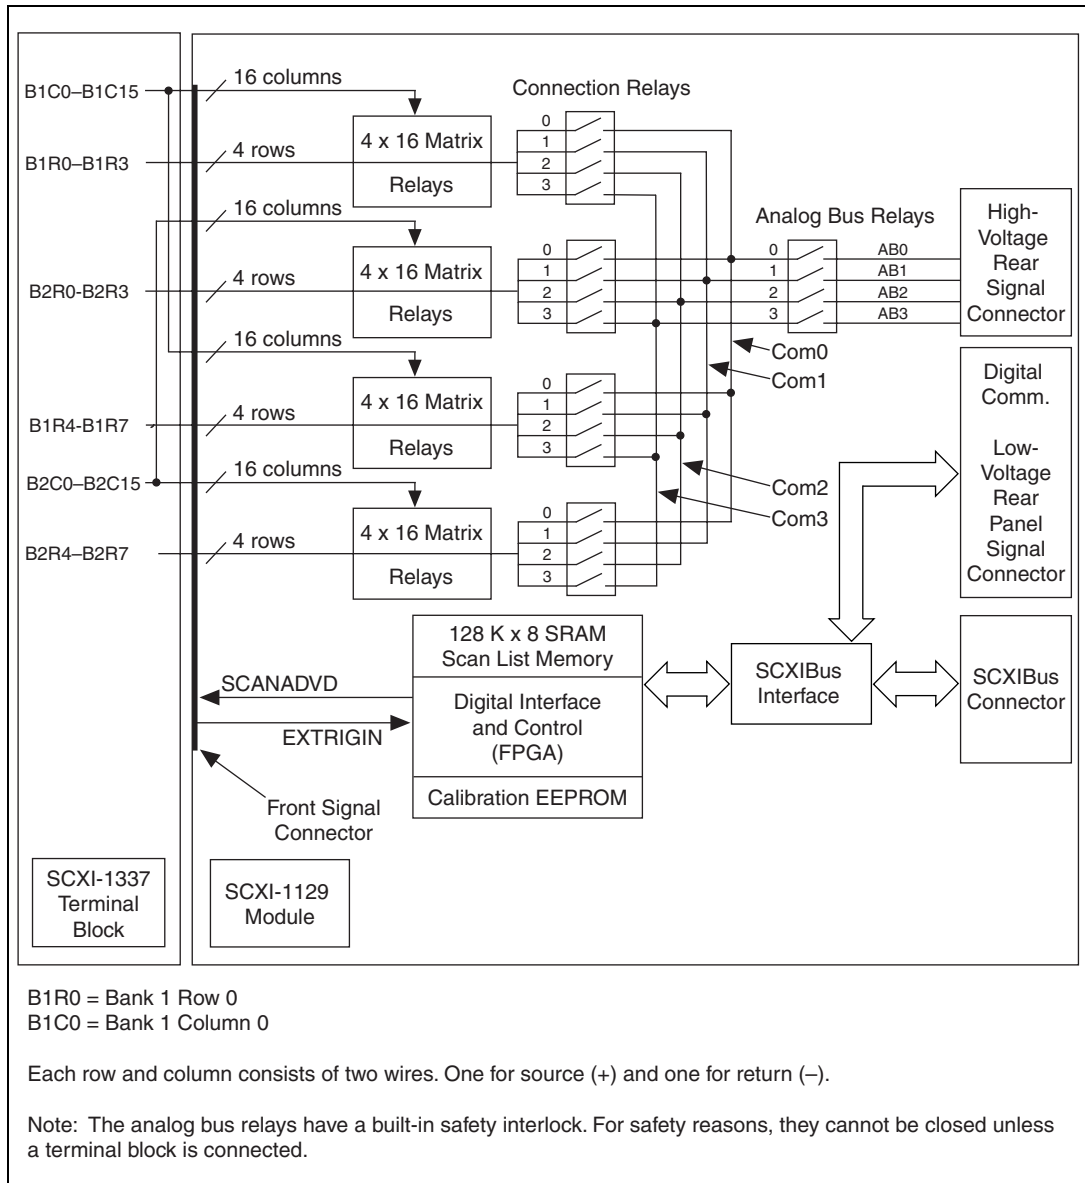 B1C0–B1C15
16 columns
Connection Relays
4 x 16 Matrix
Relays
0
1
2
3
B1R0–B1R3
4 rows
16 columns
Analog Bus Relays
High-
Voltage
Rear
Signal
Connector
4 x 16 Matrix
Relays
0
1
2
3
0
1
2
3
AB0
AB1
AB2
AB3
B2R0-B2R3
4 rows
16 columns
Com0
Com1
Digital
Comm.
Low-
Voltage
Rear
Panel
Signal
Connector
4 x 16 Matrix
Relays
0
1
2
3
B1R4-B1R7
4 rows
B2C0–B2C15
16 columns
Com2
Com3
4 x 16 Matrix
Relays
0
1
2
3
B2R4–B2R7
4 rows
128 K x 8 SRAM
Scan List Memory
SCANADVD
Digital Interface
and Control
(FPGA)
EXTRIGIN
Calibration EEPROM
SCXIBus
Interface
SCXIBus
Connector
Front Signal
Connector
SCXI-1337
Terminal
Block
SCXI-1129
Module
B1R0 = Bank 1 Row 0
B1C0 = Bank 1 Column 0
Each row and column consists of two wires. One for source (+) and one for return (–).
Note: The analog bus relays have a built-in safety interlock. For safety reasons, they cannot be closed unless
a terminal block is connected.